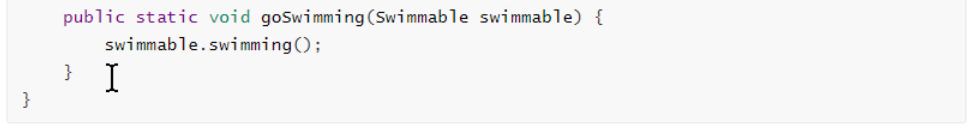 public static void goSwimming(Swimmable swimmable) {
swimmable.swimming();
}
}